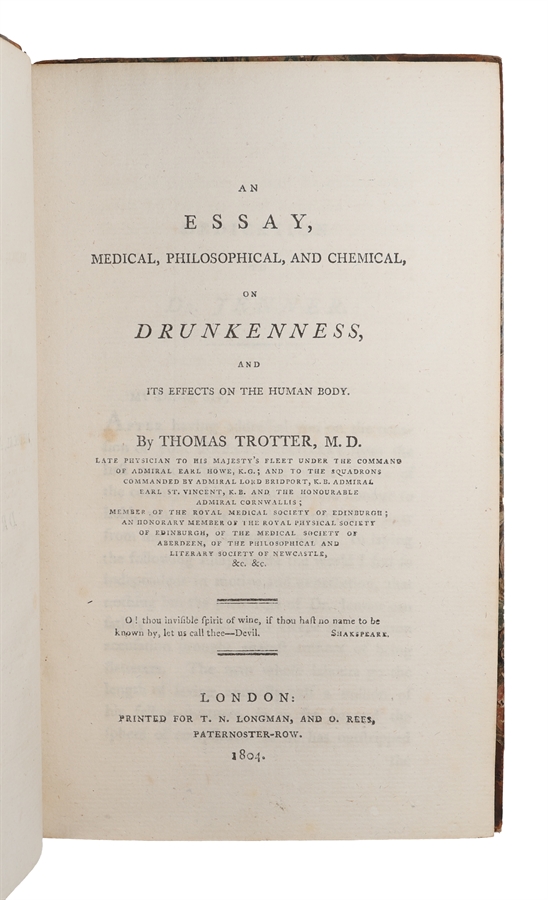 AN
ESSAY,
MEDICAL, PHILOSOPHICAL, AND CHEMICAL,
ON
DRUNKENNESS,
AND
ITS EFFECTS ON THE HUMAN BODY.
By THOMAS TROTTER, M. D.
LATE PHYSICIAN TO HIS MAJESTY'S FLEET UNDER THE COMMAND
OF ADMIRAL EARL HOWE, K.G.; AND TO THE SQUADRONS
COMMANDED BY ADMIRAL LORD BRIDPORT, K. B. ADMIRAL
EARL ST. VINCENT, K.B. AND THE HONOURABLE
ADMIRAL CORNWALLIS;
MEMBER OF THE ROYAL MEDICAL SOCIETY OF EDINBURGH;
AN HONORARY MEMBER OF THE ROYAL PHYSICAL SOCIETY
OF EDINBURGH, OF THE MEDICAL SOCIETY OF
ABERDEEN, OF THE PHILOSOPHICAL AND
LITERARY SOCIETY OF NEWCASTLE,
&c. &c.
O! thou inviſible ſpirit of wine, if thou haſt no name to be
known by, let us call thee—Devil. SHAKSPEARE.
LONDON:
PRINTED FOR T. N. LONGMAN, AND O. REES,
PATERNOSTER-ROW.
1804.